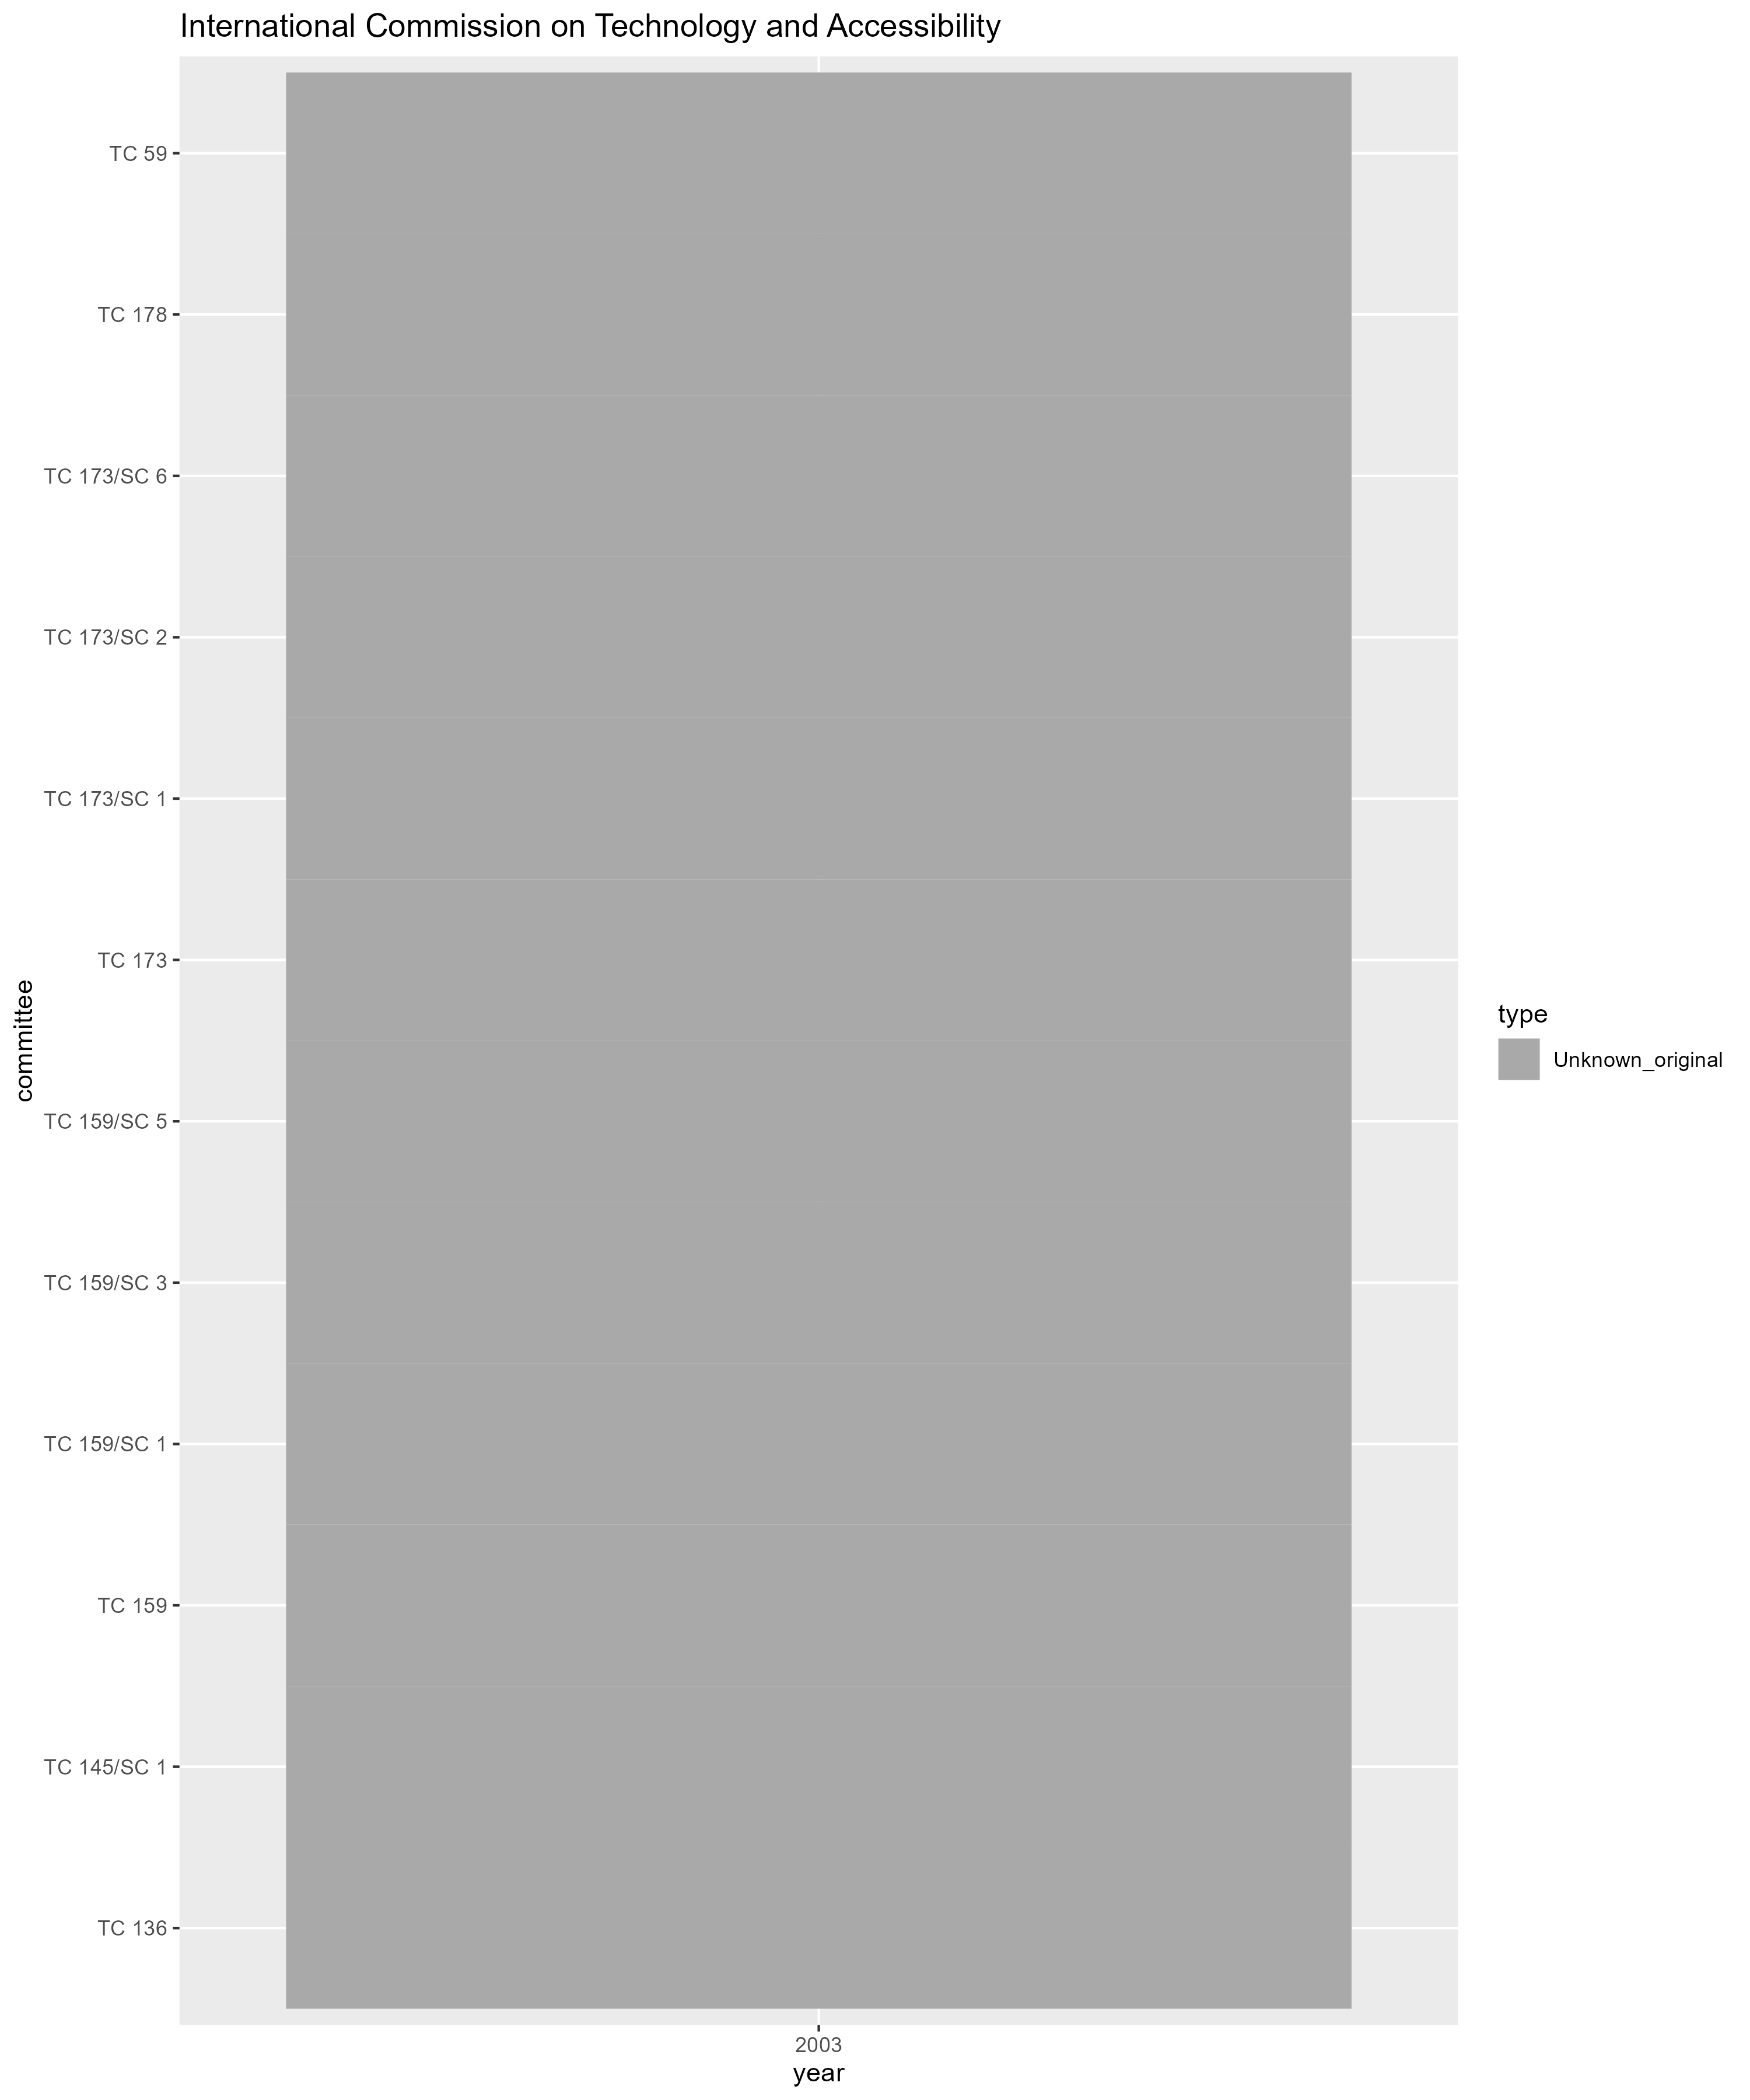 International Commission on Technology and Accessibility
committee
TC 59
TC 178
TC 173/SC 6
TC 173/SC 2
TC 173/SC 1
TC 173
TC 159/SC 5
TC 159/SC 3
TC 159/SC 1
TC 159
TC 145/SC 1
TC 136
2003
year
type
Unknown_original